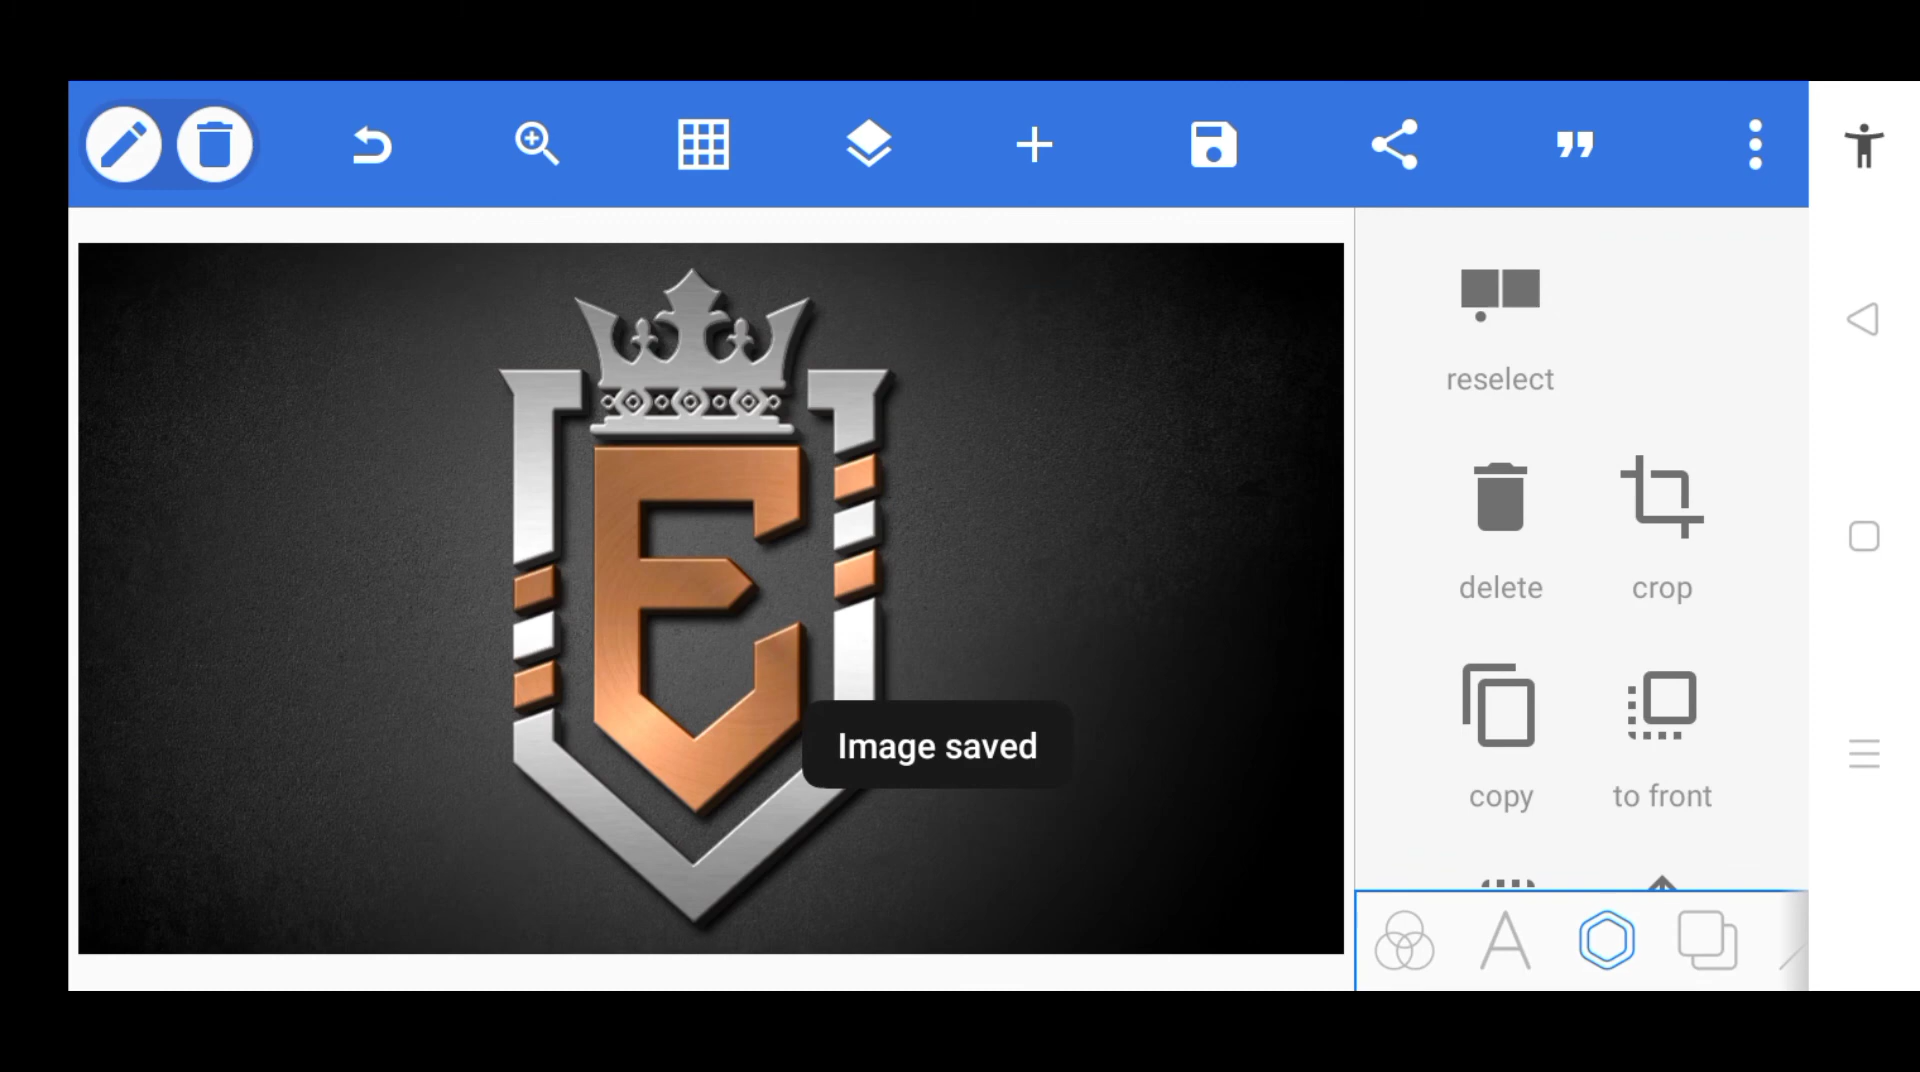 E
Image saved
reselect
delete
crop
copy
to front